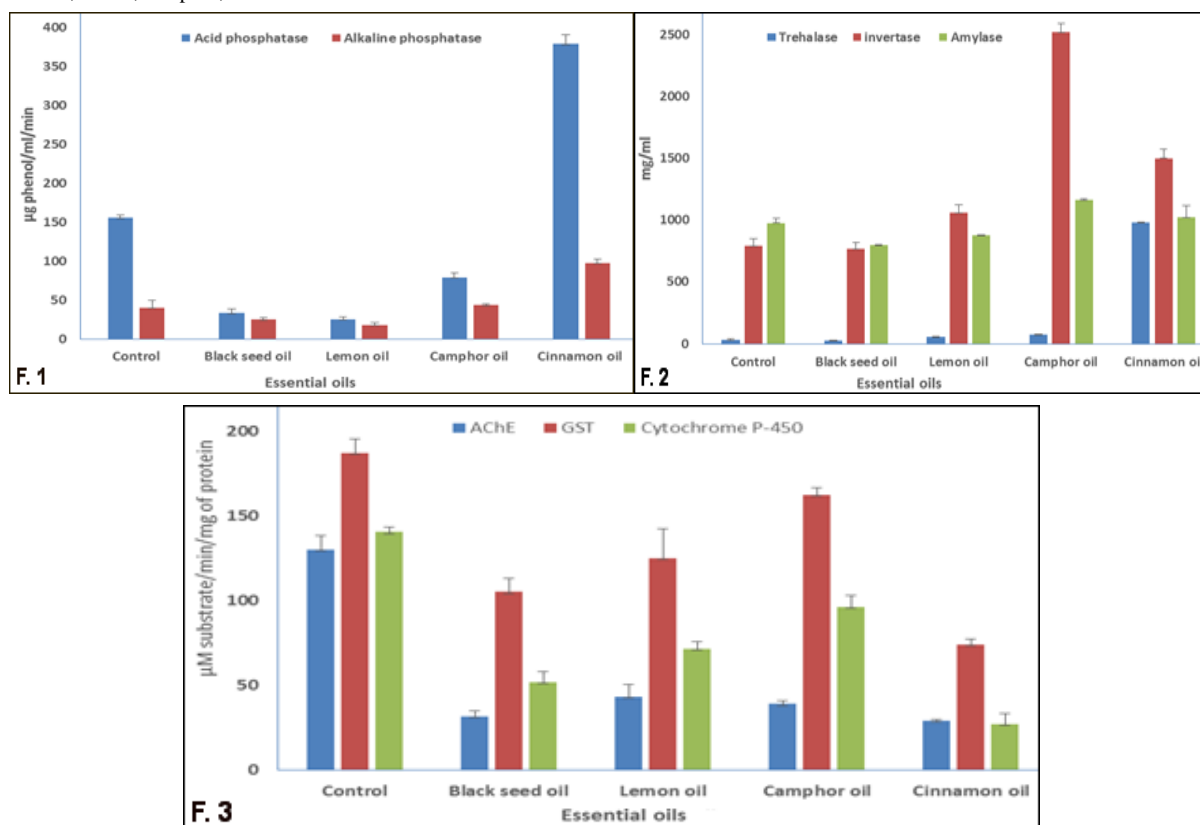 Acid phosphatase Alkaline phosphatase
µg phenol/ml/min
400
350
300
250
200
150
100
50
0
Control Black seed oil Lemon oil Camphor oil Cinnamon oil
Essential oils
F. 1
Trehalase invertase Amylase
mg/ml
2500
2000
1500
1000
500
0
Control Black seed oil Lemon oil Camphor oil Cinnamon oil
Essential oils
F. 2
AChE GST Cytochrome P-450
µM substrate/min/mg of protein
200
150
100
50
0
Control Black seed oil Lemon oil Camphor oil Cinnamon oil
Essential oils
F. 3